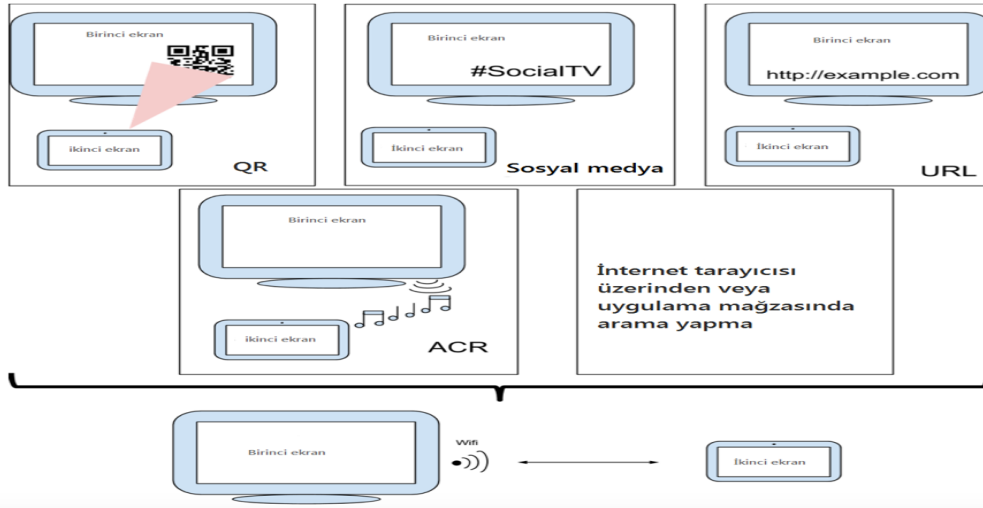 Birinci ekran
ikinci ekran
QR
Birinci ekran
#SocialTV
İkinci ekran
Sosyal medya
Birinci ekran
http://example.com
İkinci ekran
URL
Birinci ekran
ikinci ekran
ACR
İnternet tarayıcısı
üzerinden veya
uygulama mağzasında
arama yapma
Birinci ekran
Wifi
İkinci ekran